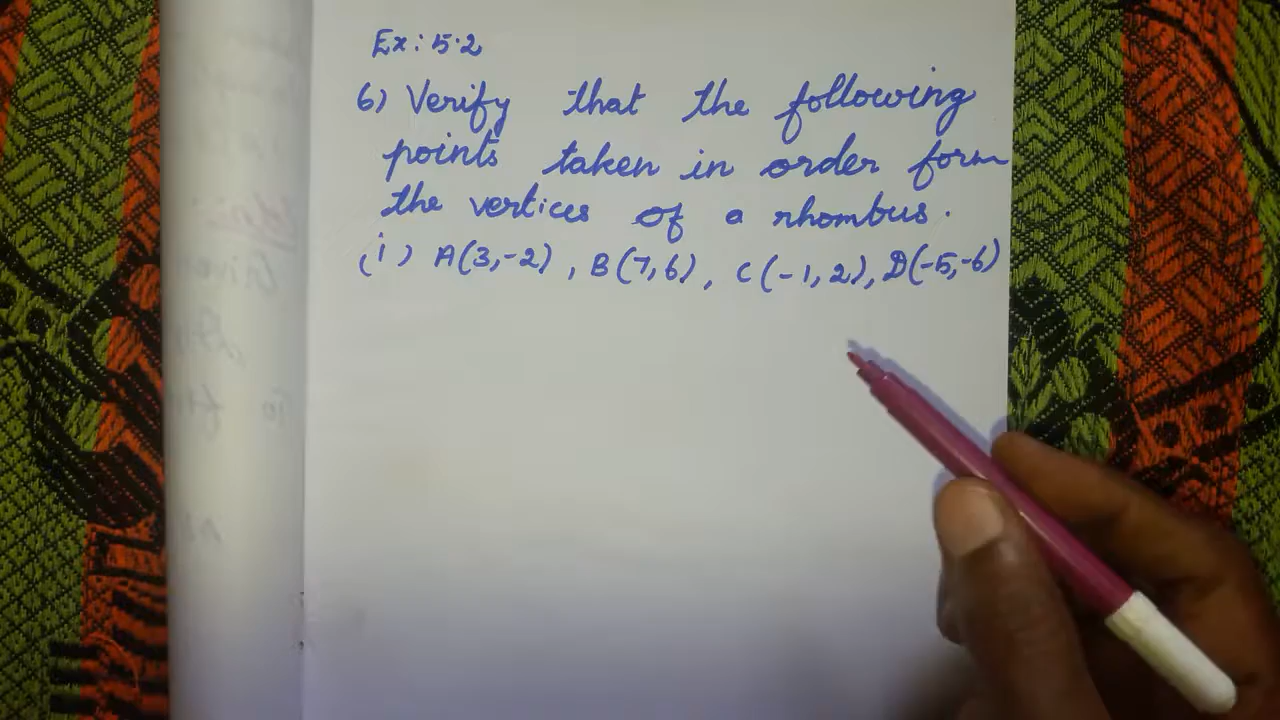 Ex: 5.2
6) Verify that the following
points taken in order form
the vertices of a rhombus.
(i) A(3,-2), B(7,6), C(-1,2), D(-5,-6)